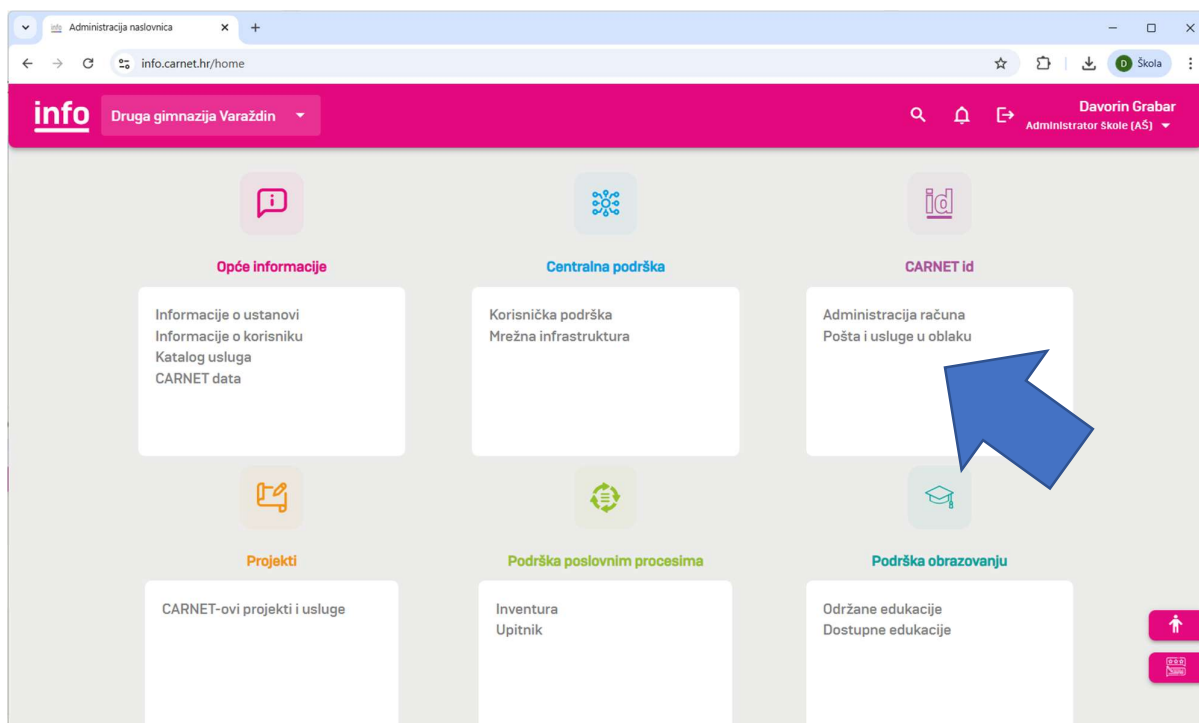 Administracija naslovnica
info.carnet.hr/home
D Škola
info
Druga gimnazija Varaždin
Davorin Grabar
Administrator škole (AŠ)
id
Opće informacije
Centralna podrška
CARNET id
Informacije o ustanovi
Informacije o korisniku
Katalog usluga
CARNET data
Korisnička podrška
Mrežna infrastruktura
Administracija računa
Pošta i usluge u oblaku
Projekti
Podrška poslovnim procesima
Podrška obrazovanju
CARNET-ovi projekti i usluge
Inventura
Upitnik
Održane edukacije
Dostupne edukacije